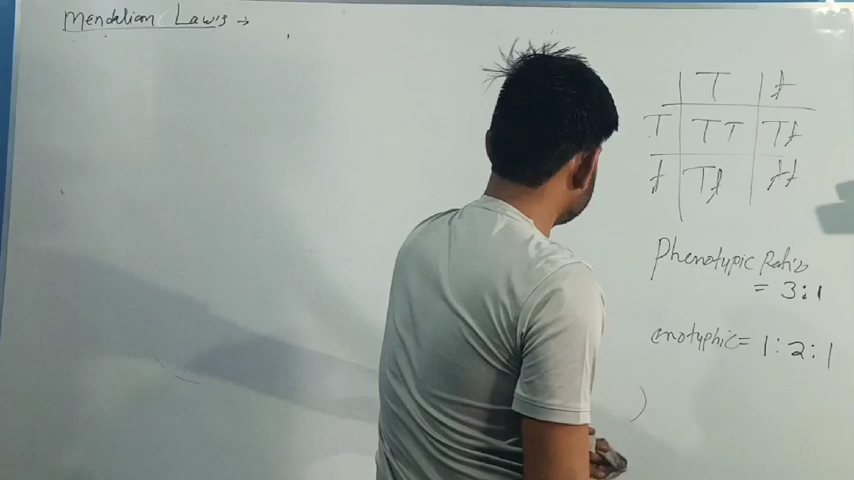 Mendelian Laws →
T t
T TT Tt
t Tt tt
Phenotypic Ratio
= 3:1
enotyphic= 1:2:1
)